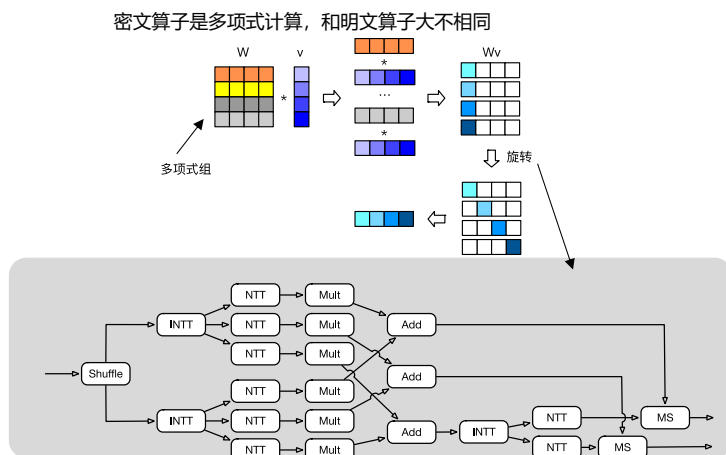 密文算子是多项式计算，和明文算子大不相同
W
v
Wv
*
*
…
*
多项式组
旋转
NTT
Mult
INTT
NTT
Mult
Add
NTT
Mult
Shuffle
Add
NTT
Mult
INTT
NTT
Mult
Add
INTT
NTT
MS
NTT
Mult
NTT
MS